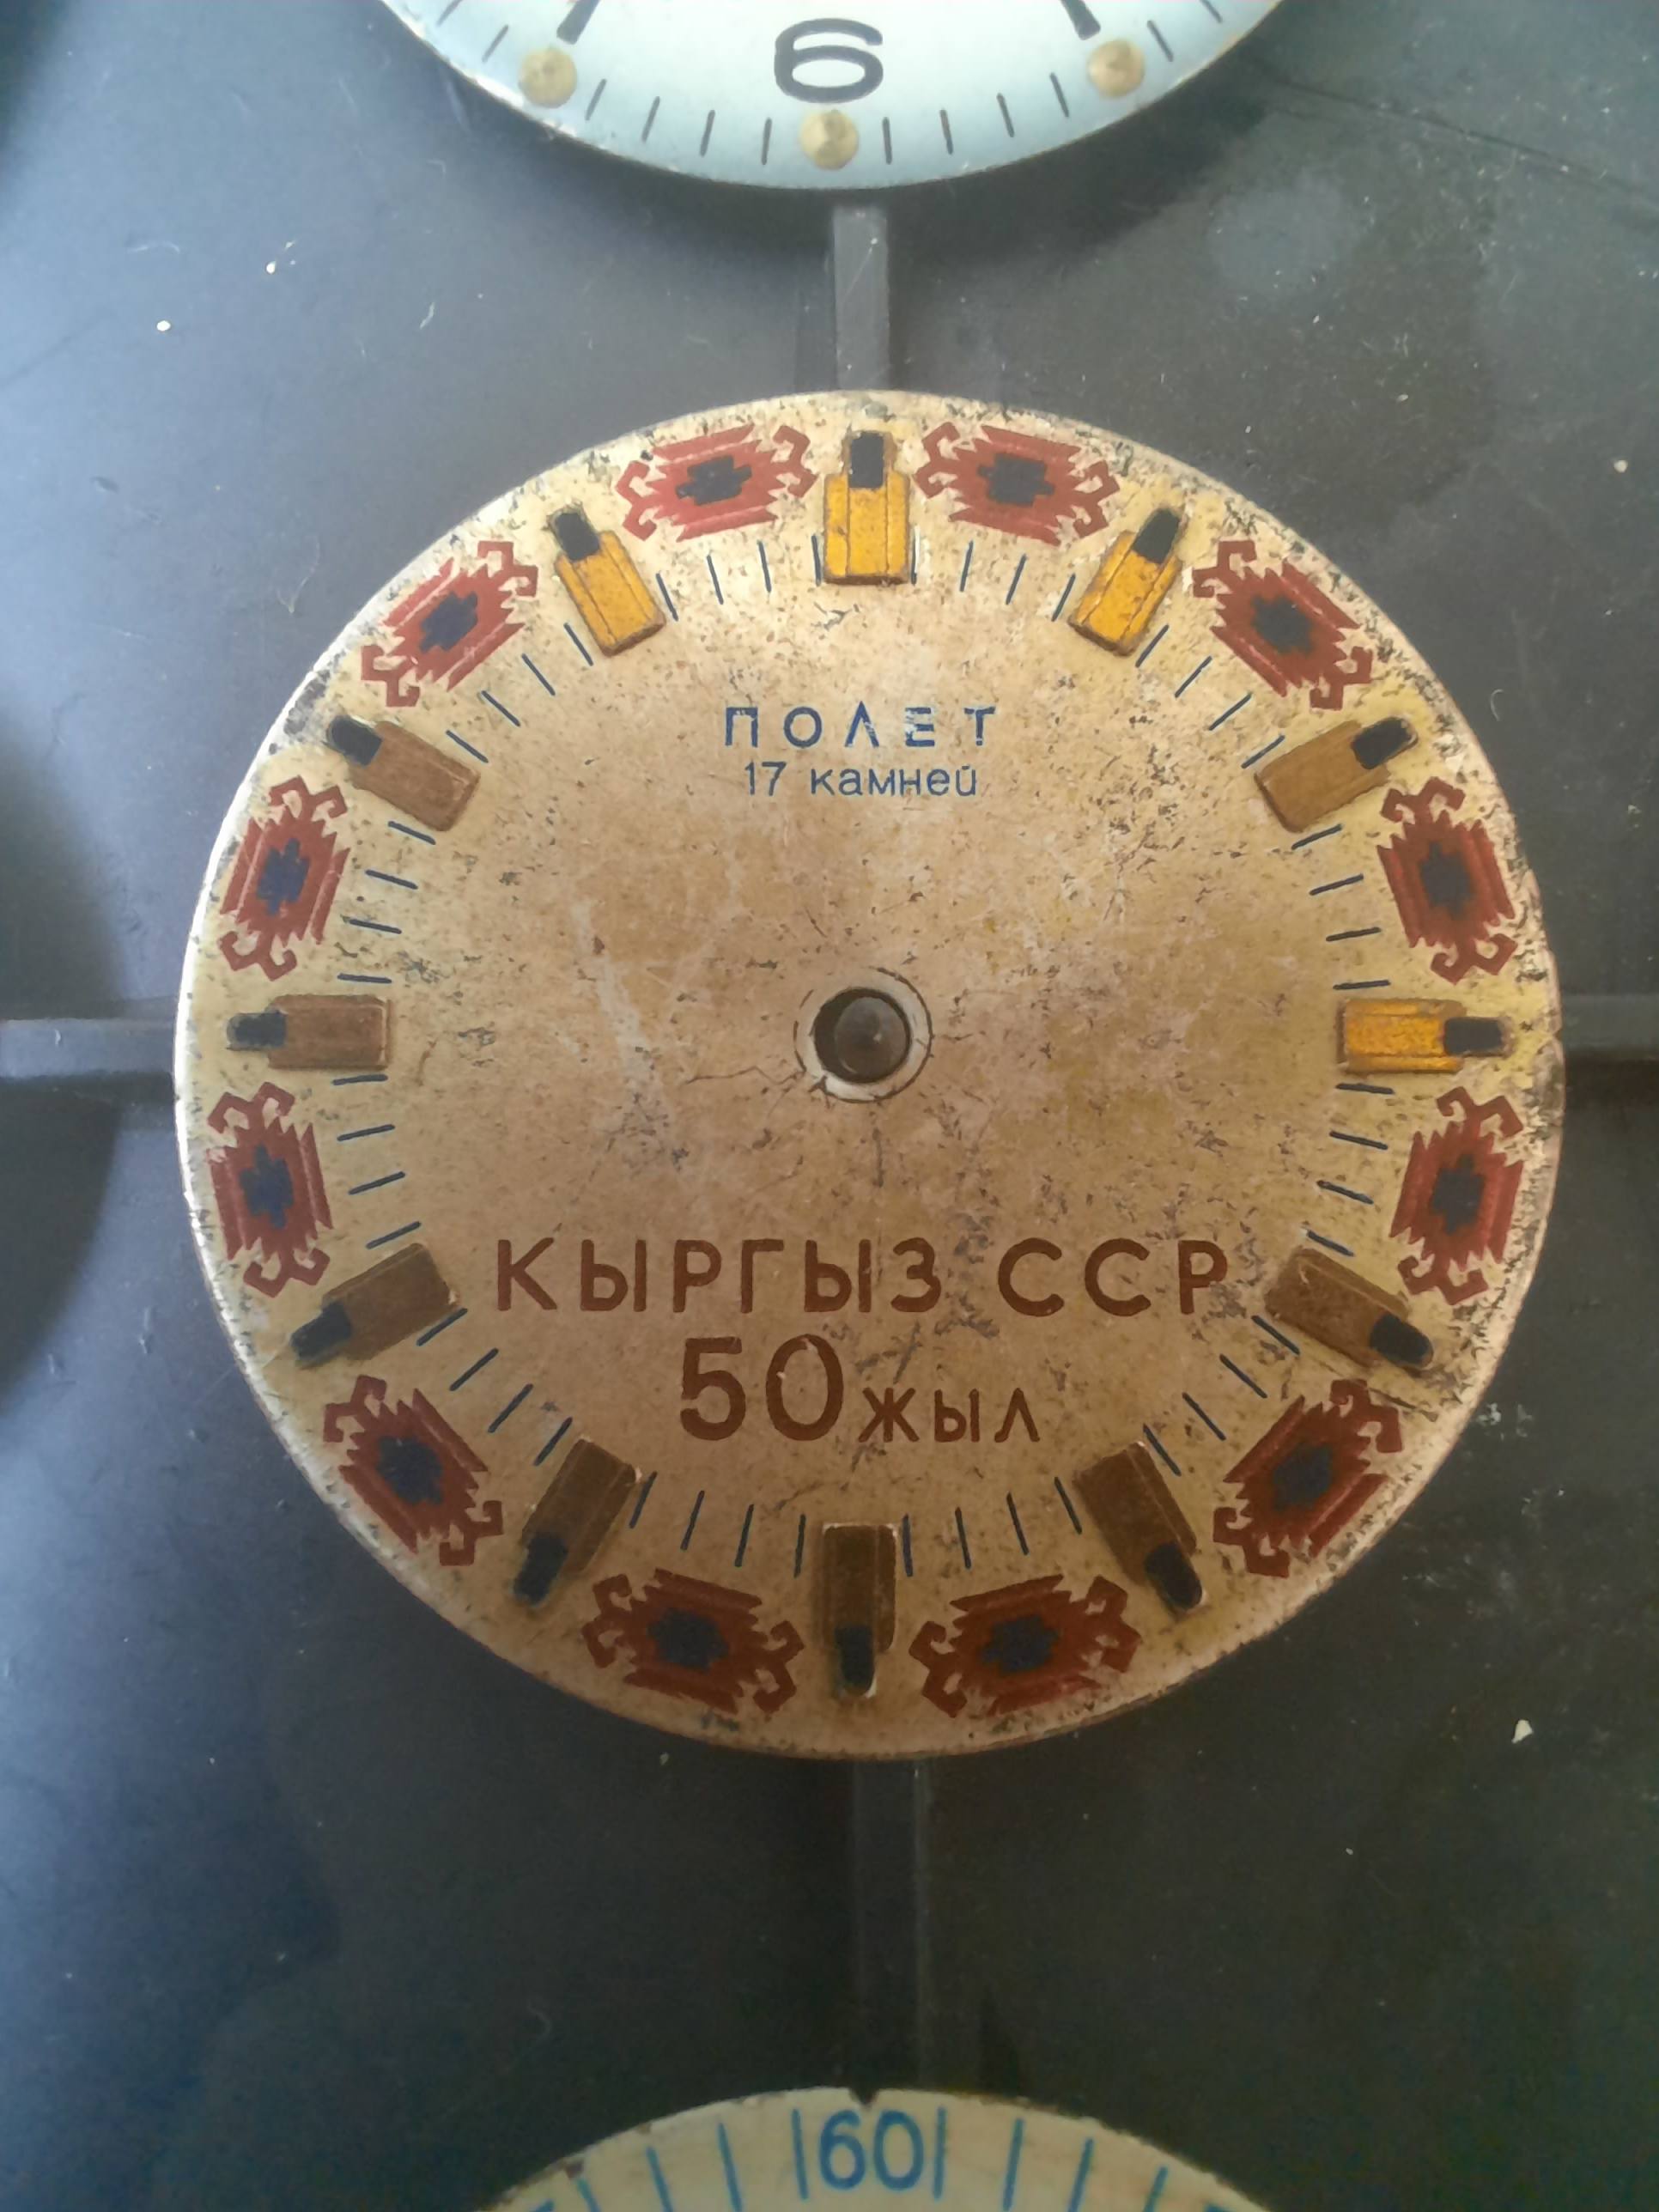 6
ПОЛЕТ
17 камней
КЫРГЫЗ ССР
50 жыл
60